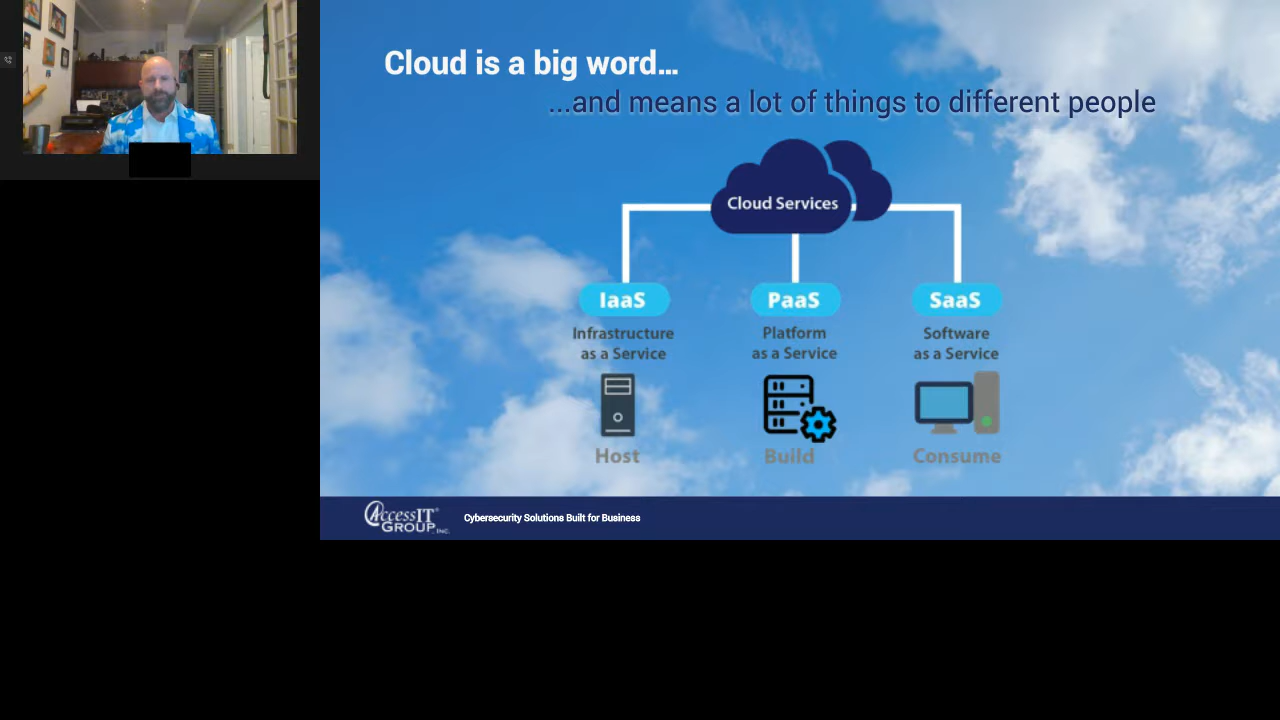 Cloud is a big word...
...and means a lot of things to different people
Cloud Services
IaaS
PaaS
SaaS
Infrastructure
as a Service
Platform
as a Service
Software
as a Service
Host
Build
Consume
AccessIT
GROUP, INC.
Cybersecurity Solutions Built for Business